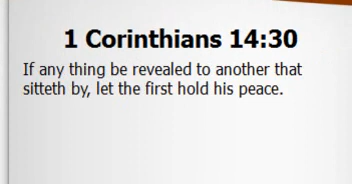 1 Corinthians 14:30
If any thing be revealed to another that
sitteth by, let the first hold his peace.